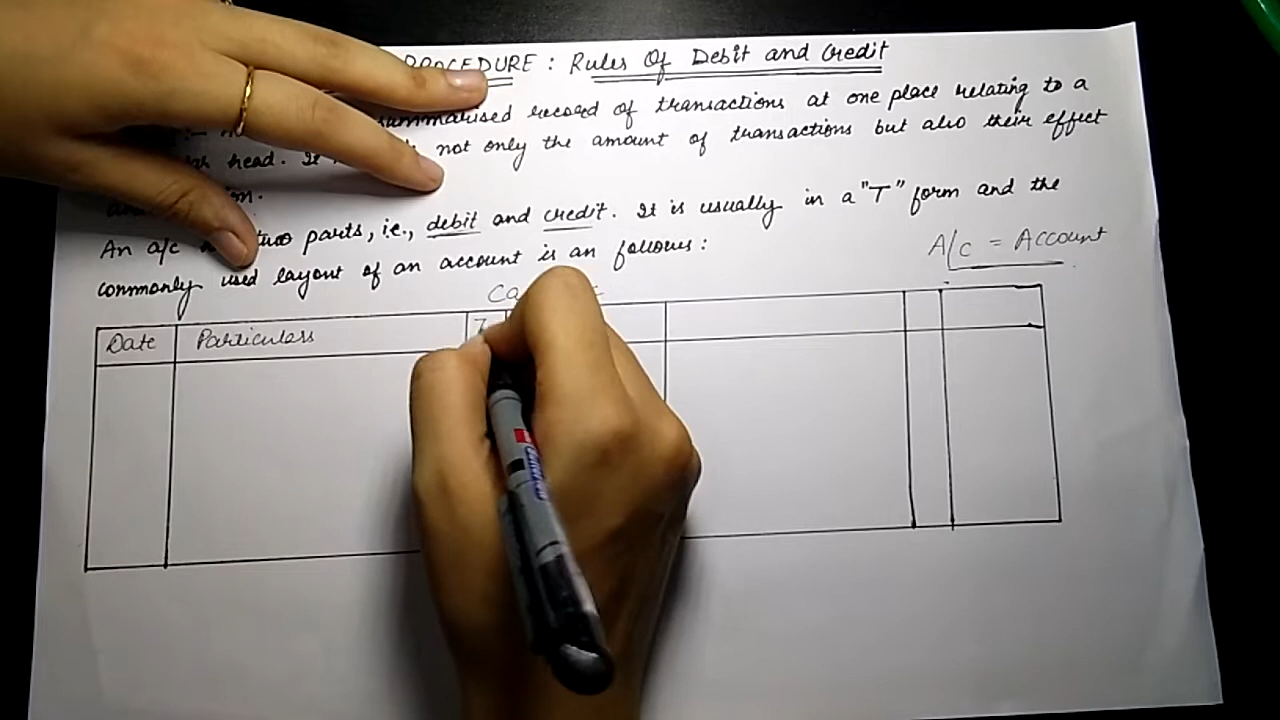 PROCEDURE : Rules Of Debit and Credit
summarised record of transactions at one place relating to a
head. It not only the amount of transactions but also their effect
An a/c two parts, i.e., debit and credit. It is usually in a "T" form and the
commonly used layout of an account is an follows :
A/c = Account
Date Particulars